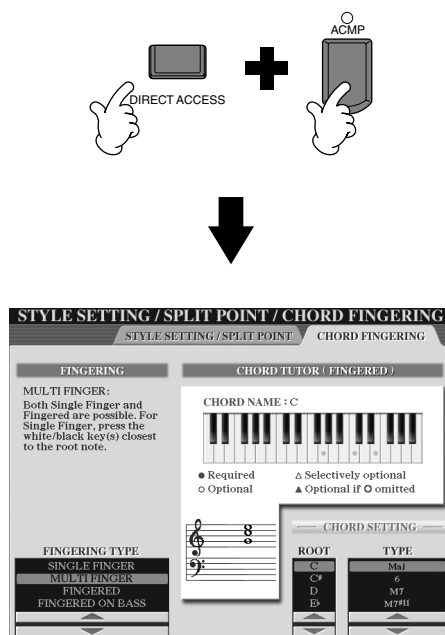 ACMP
DIRECT ACCESS
STYLE SETTING / SPLIT POINT / CHORD FINGERING
STYLE SETTING / SPLIT POINT
CHORD FINGERING
FINGERING
MULTI FINGER:
Both Single Finger and
Fingered are possible. For
Single Finger, press the
white/black key(s) closest
to the root note.
CHORD TUTOR ( FINGERED )
CHORD NAME : C
● Required
△ Selectively optional
○ Optional
▲ Optional if O omitted
CHORD SETTING
FINGERING TYPE
SINGLE FINGER
MULTI FINGER
FINGERED
FINGERED ON BASS
ROOT
C
C#
D
E♭
TYPE
Maj
6
M7
M7#11